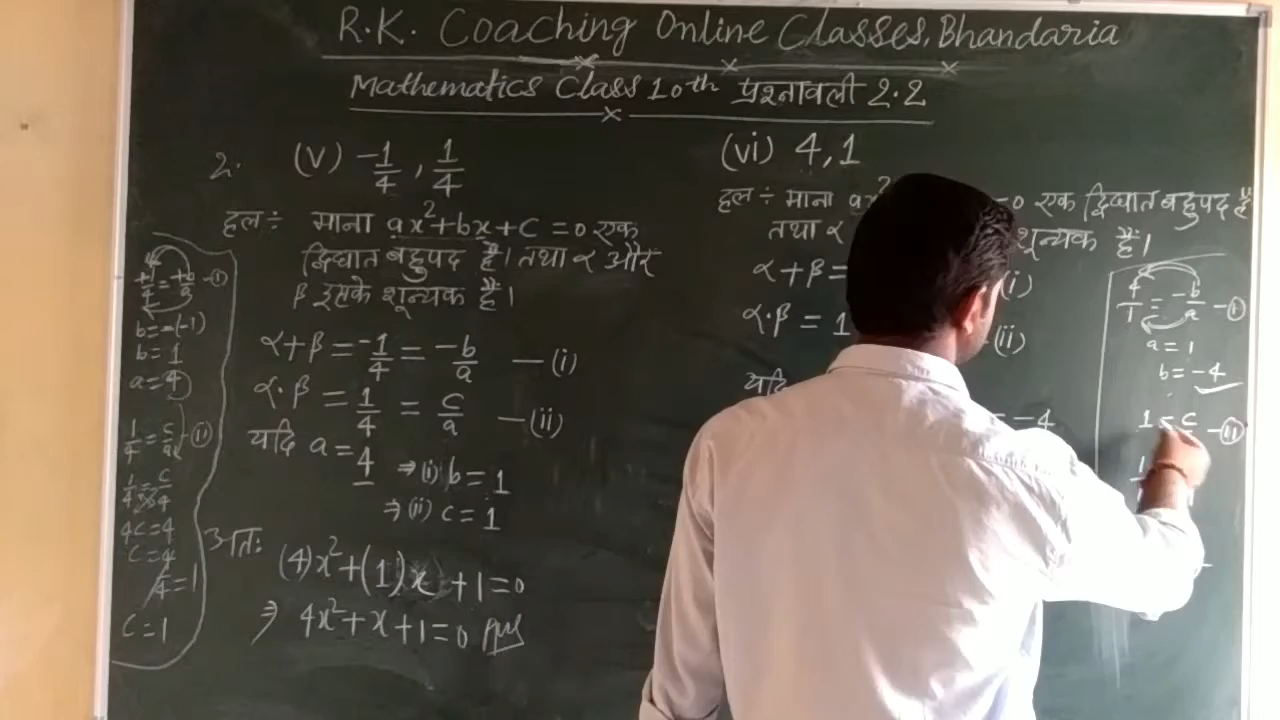 R.K. Coaching Online Classes, Bhandaria
Mathematics Class 10th प्रश्नावली 2.2
2. (v) -1/4, 1/4
हल ÷ माना ax²+bx+c=0 एक
द्विघात बहुपद है। तथा α और
β इसके शून्यक हैं।
α+β = -1/4 = -b/a —(i)
α·β = 1/4 = c/a —(ii)
यदि a = 4 ⇒ (i) b = 1
⇒ (ii) c = 1
अतः
(4)x²+(1)x +1=0
⇒ 4x²+x+1=0 Ans
b=-(-1)
b=1
a=4
1/4 = c/a —(ii)
1/4 = c/4
4c=4
c=4
/4=1
c=1
(vi) 4,1
हल ÷ माना ax² =0 एक द्विघात बहुपद है
तथा α शून्यक हैं।
α+β = (i)
α·β = 1 (ii)
यदि = -4
4/1 = -b/a —(i)
a = 1
b = -4
1 = c —(ii)